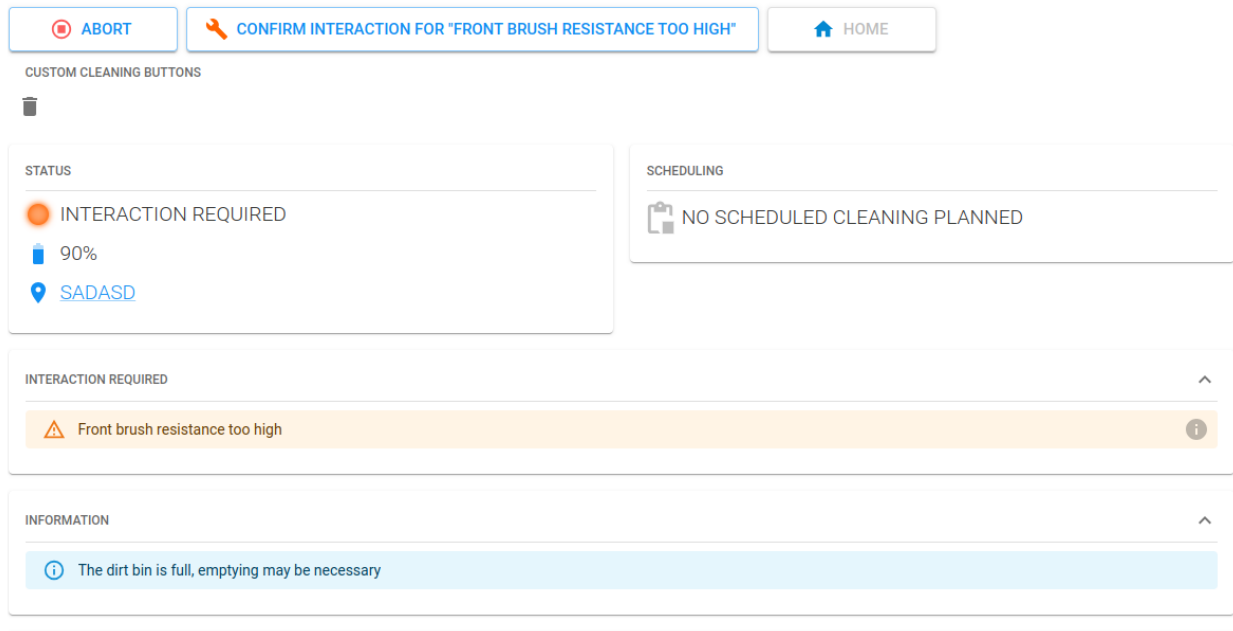 ABORT
CONFIRM INTERACTION FOR "FRONT BRUSH RESISTANCE TOO HIGH"
HOME
CUSTOM CLEANING BUTTONS
STATUS
INTERACTION REQUIRED
90%
SADASD
SCHEDULING
NO SCHEDULED CLEANING PLANNED
INTERACTION REQUIRED
Front brush resistance too high
INFORMATION
The dirt bin is full, emptying may be necessary